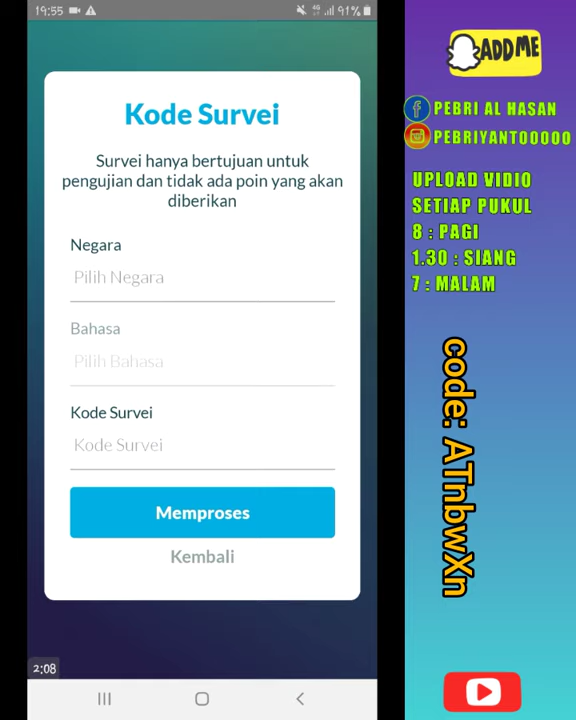 19:55
4G
91%
Kode Survei
Survei hanya bertujuan untuk
pengujian dan tidak ada poin yang akan
diberikan
Negara
Pilih Negara
Bahasa
Pilih Bahasa
Kode Survei
Kode Survei
Memproses
Kembali
2:08
ADD ME
PEBRI AL HASAN
PEBRIYANTO0000
UPLOAD VIDIO
SETIAP PUKUL
8 : PAGI
1.30 : SIANG
7 : MALAM
code: ATnbwXn